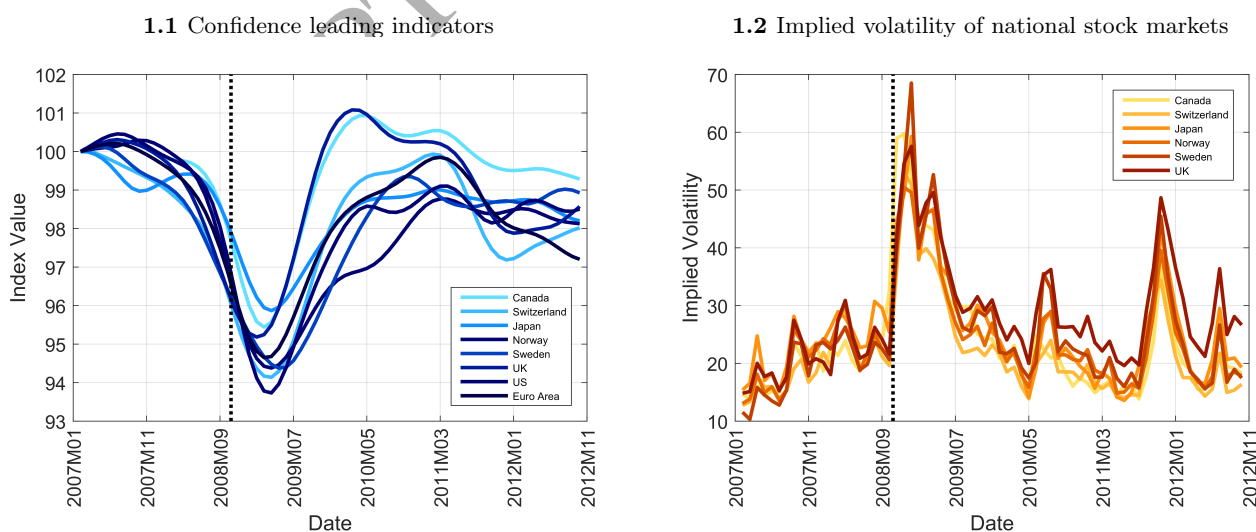 1.1 Confidence leading indicators
102
101
100
99
98
97
96
95
94
93
Index Value
Canada
Switzerland
Japan
Norway
Sweden
UK
US
Euro Area
2007M01
2007M11
2008M09
2009M07
2010M05
2011M03
2012M01
2012M11
Date
1.2 Implied volatility of national stock markets
70
60
50
40
30
20
10
Implied Volatility
Canada
Switzerland
Japan
Norway
Sweden
UK
2007M01
2007M11
2008M09
2009M07
2010M05
2011M03
2012M01
2012M11
Date